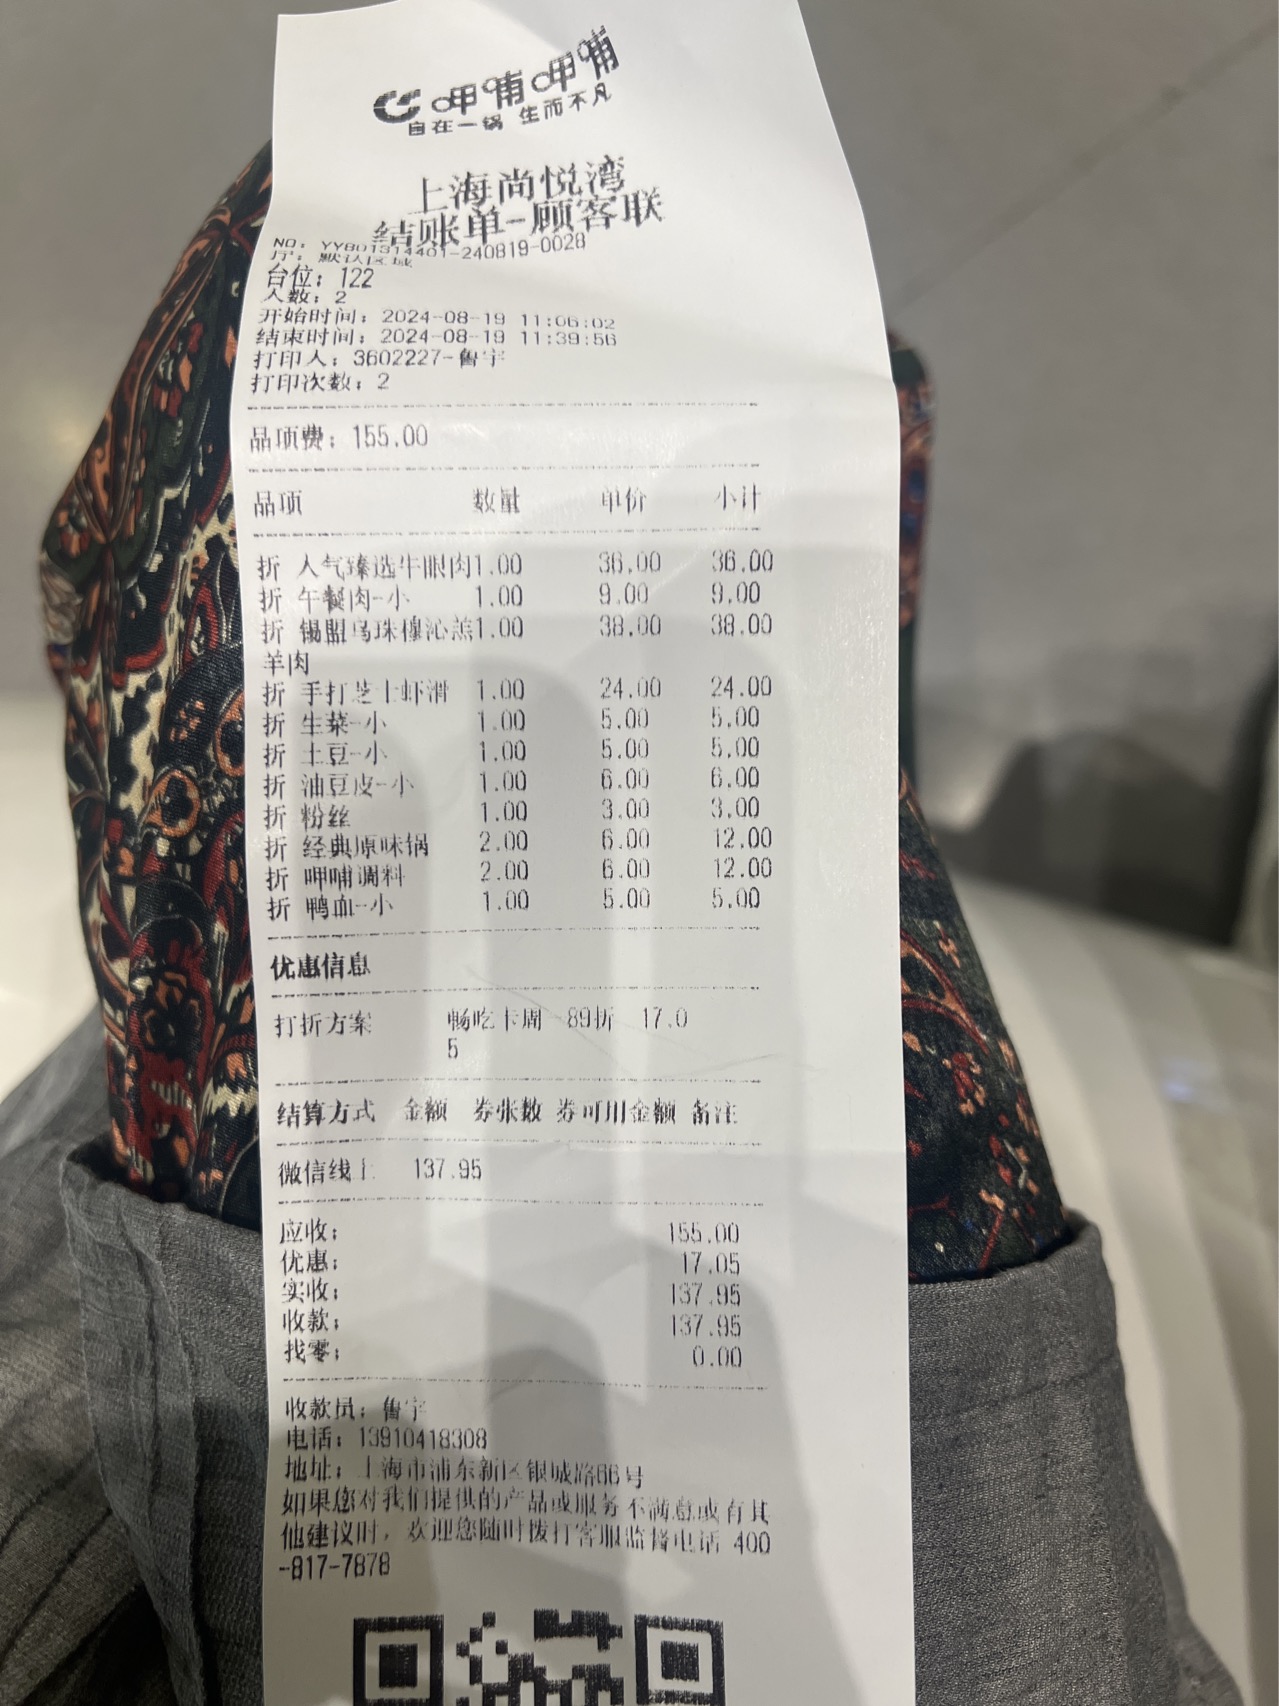 呷哺呷哺
自在一锅 生而不凡
上海尚悦湾
结账单-顾客联
NO: YYB01314401-240819-0028
厅: 默认区域
台位: 122
人数: 2
开始时间: 2024-08-19 11:06:02
结束时间: 2024-08-19 11:39:56
打印人: 3602227-鲁宇
打印次数: 2
品项费: 155.00
品项 数量 单价 小计
折 人气臻选牛眼肉1.00 36.00 36.00
折 午餐肉-小 1.00 9.00 9.00
折 锡盟乌珠穆沁羔1.00 38.00 38.00
羊肉
折 手打芝士虾滑 1.00 24.00 24.00
折 生菜-小 1.00 5.00 5.00
折 土豆-小 1.00 5.00 5.00
折 油豆皮-小 1.00 6.00 6.00
折 粉丝 1.00 3.00 3.00
折 经典原味锅 2.00 6.00 12.00
折 呷哺调料 2.00 6.00 12.00
折 鸭血-小 1.00 5.00 5.00
优惠信息
打折方案 畅吃卡周 89折 17.0
5
结算方式 金额 券张数 券可用金额 备注
微信线上 137.95
应收: 155.00
优惠: 17.05
实收: 137.95
收款: 137.95
找零: 0.00
收款员: 鲁宇
电话: 13910418308
地址: 上海市浦东新区银城路66号
如果您对我们提供的产品或服务不满意或有其
他建议时, 欢迎您随时拨打客服监督电话 400
-817-7878